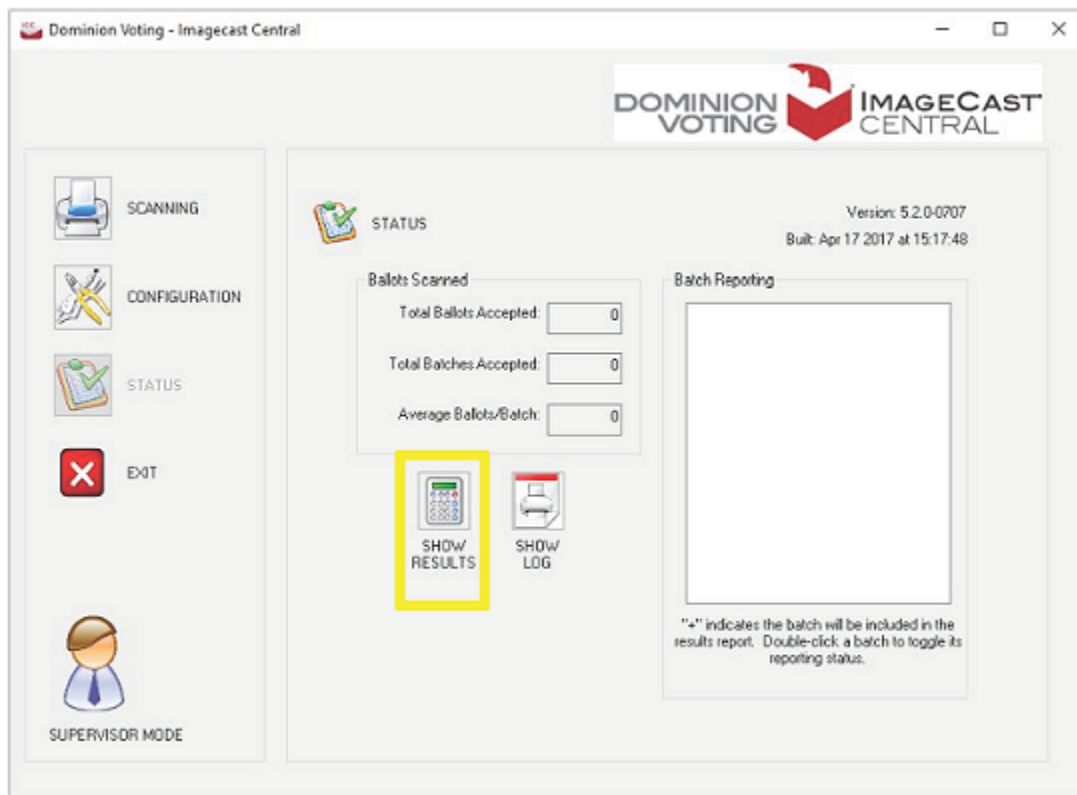 Dominion Voting - Imagecast Central
DOMINION
VOTING
IMAGECAST
CENTRAL
SCANNING
CONFIGURATION
STATUS
EXIT
SUPERVISOR MODE
STATUS
Version: 5.2.0-0707
Built: Apr 17 2017 at 15:17:48
Ballots Scanned
Total Ballots Accepted: 0
Total Batches Accepted: 0
Average Ballots/Batch: 0
SHOW
RESULTS
SHOW
LOG
Batch Reporting
"+" indicates the batch will be included in the
results report. Double-click a batch to toggle its
reporting status.